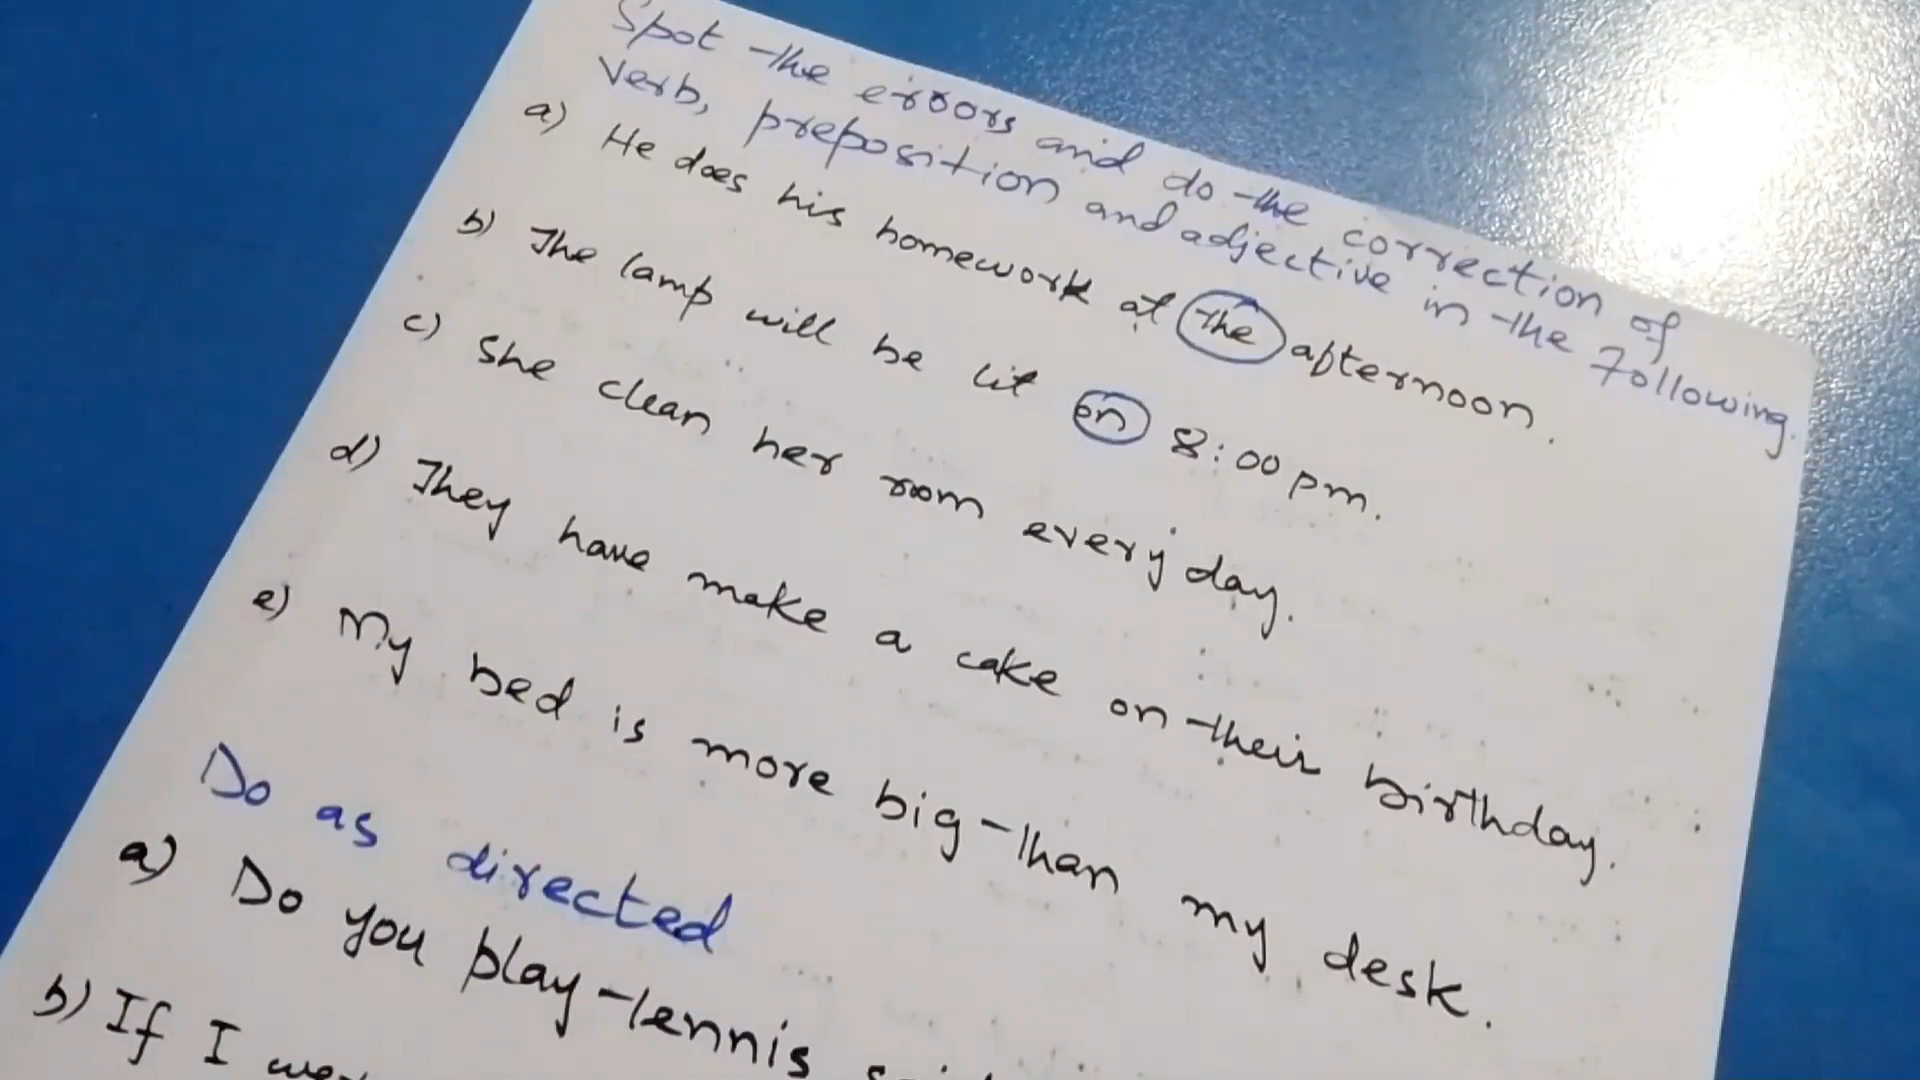 Spot the errors and do the correction of
Verb, preposition and adjective in the following.
a) He does his homework at the afternoon.
b) The lamp will be lit on 8:00 pm.
c) She clean her room every day.
d) They have make a cake on their birthday.
e) My bed is more big than my desk.
Do as directed
a) Do you play tennis
b) If I